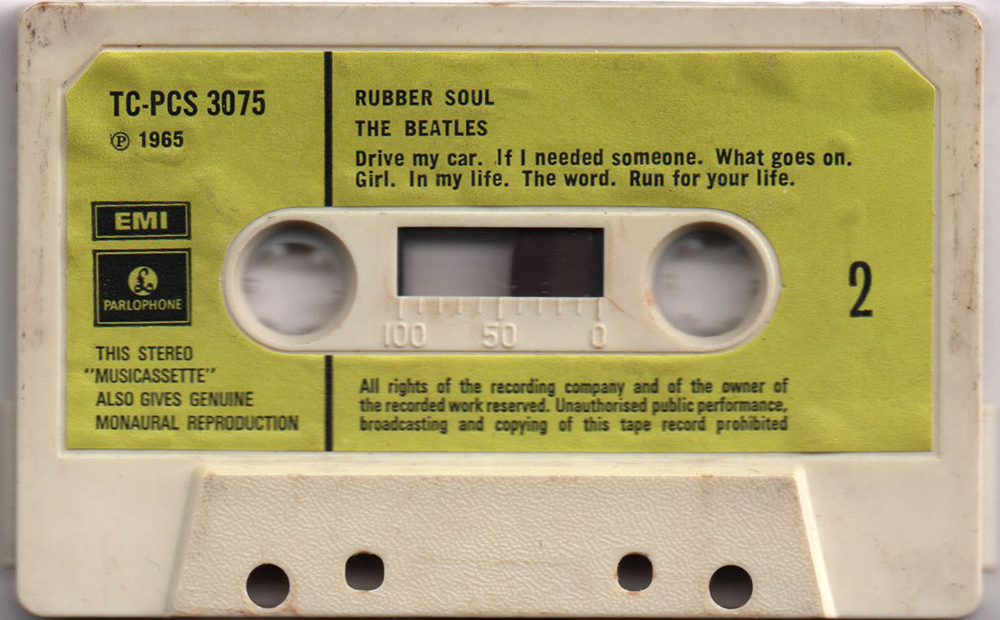 TC-PCS 3075
Ⓟ 1965
RUBBER SOUL
THE BEATLES
Drive my car. If I needed someone. What goes on.
Girl. In my life. The word. Run for your life.
EMI
£
PARLOPHONE
2
100 50 0
THIS STEREO
"MUSICASSETTE"
ALSO GIVES GENUINE
MONAURAL REPRODUCTION
All rights of the recording company and of the owner of
the recorded work reserved. Unauthorised public performance,
broadcasting and copying of this tape record prohibited